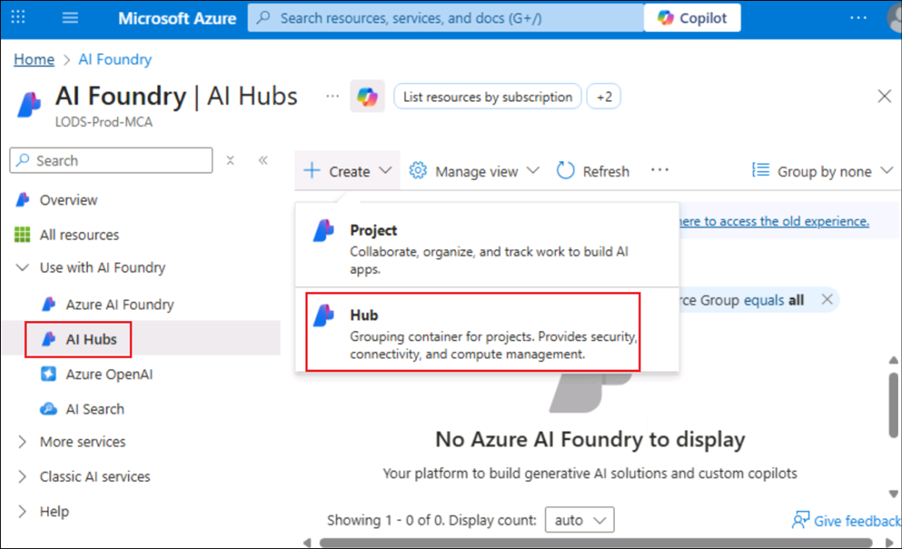 Microsoft Azure
Search resources, services, and docs (G+/)
Copilot
...
Home > AI Foundry
AI Foundry | AI Hubs
...
List resources by subscription
+2
LODS-Prod-MCA
Search
Create
Manage view
Refresh
...
Group by none
Overview
All resources
Use with AI Foundry
Azure AI Foundry
AI Hubs
Azure OpenAI
AI Search
More services
Classic AI services
Help
Project
Collaborate, organize, and track work to build AI
apps.
Hub
Grouping container for projects. Provides security,
connectivity, and compute management.
here to access the old experience.
rce Group equals all
No Azure AI Foundry to display
Your platform to build generative AI solutions and custom copilots
Showing 1 - 0 of 0. Display count: auto
Give feedback